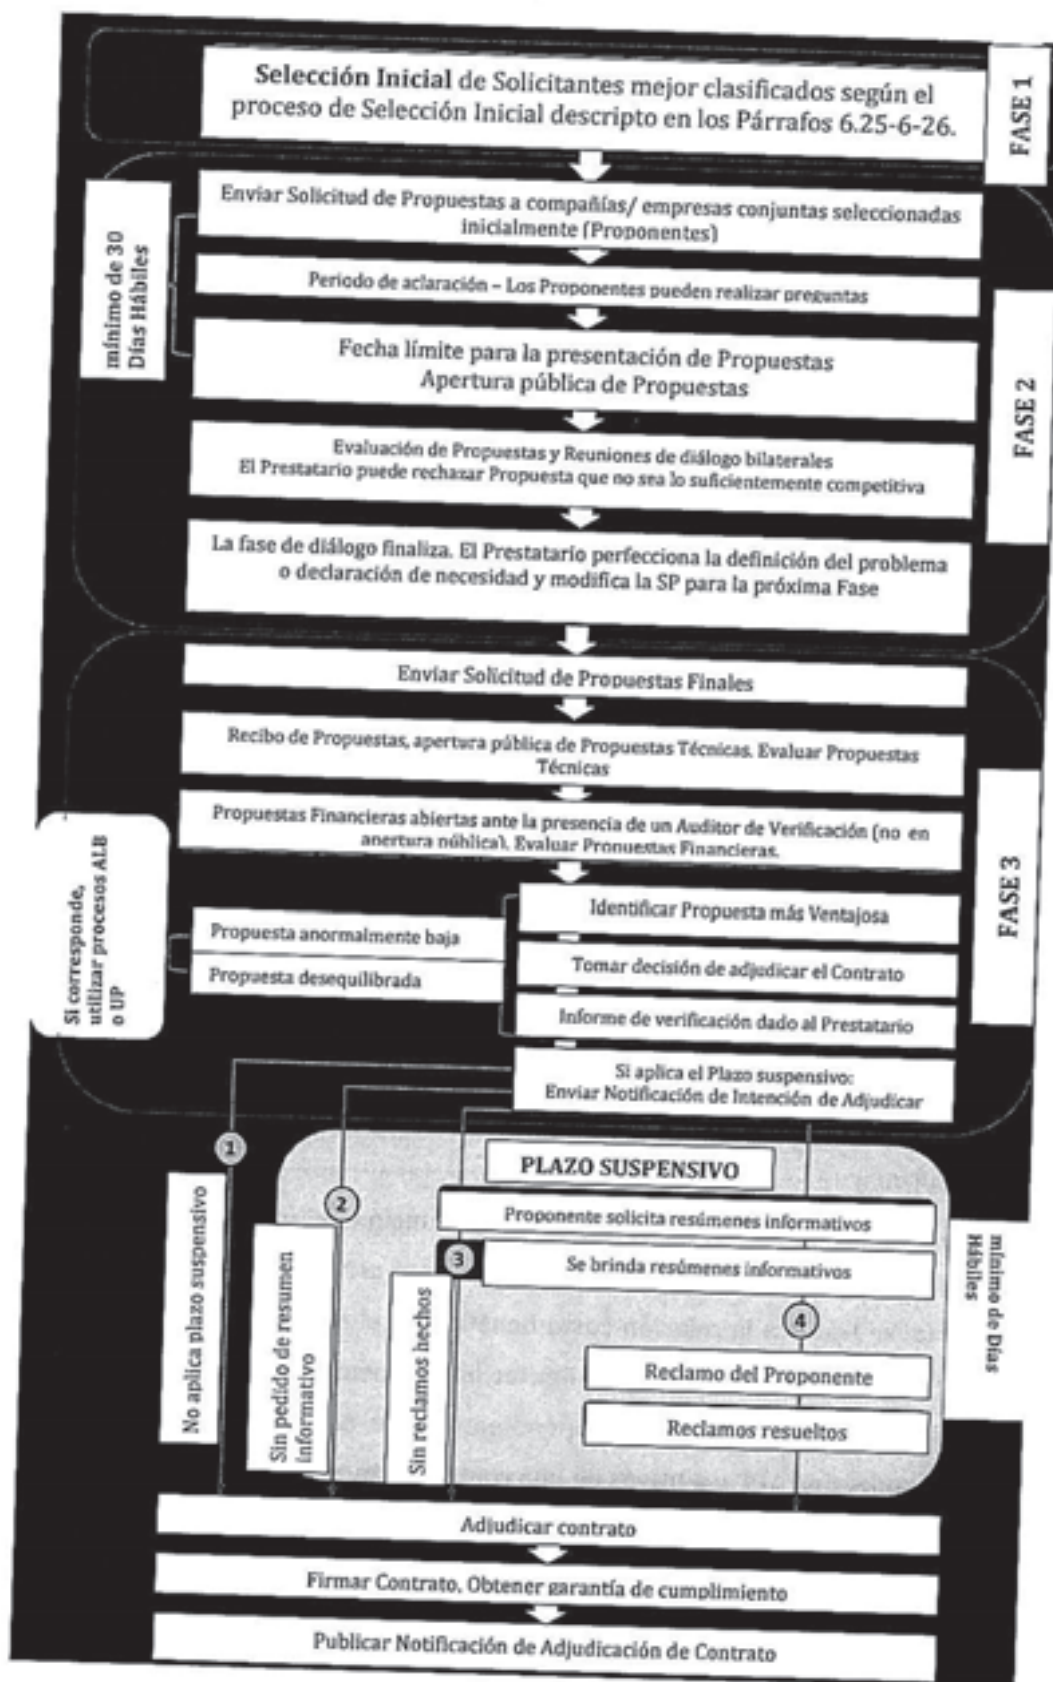 Selección Inicial de Solicitantes mejor clasificados según el
proceso de Selección Inicial descripto en los Párrafos 6.25-6-26.
FASE 1
Enviar Solicitud de Propuestas a compañías/ empresas conjuntas seleccionadas
inicialmente (Proponentes)
mínimo de 30
Días Hábiles
Periodo de aclaración – Los Proponentes pueden realizar preguntas
Fecha límite para la presentación de Propuestas
Apertura pública de Propuestas
FASE 2
Evaluación de Propuestas y Reuniones de diálogo bilaterales
El Prestatario puede rechazar Propuesta que no sea lo suficientemente competitiva
La fase de diálogo finaliza. El Prestatario perfecciona la definición del problema
o declaración de necesidad y modifica la SP para la próxima Fase
Enviar Solicitud de Propuestas Finales
Recibo de Propuestas, apertura pública de Propuestas Técnicas. Evaluar Propuestas
Técnicas
Propuestas Financieras abiertas ante la presencia de un Auditor de Verificación (no en
apertura pública). Evaluar Propuestas Financieras.
FASE 3
Si corresponde,
utilizar procesos ALB
o UP
Propuesta anormalmente baja
Propuesta desequilibrada
Identificar Propuesta más Ventajosa
Tomar decisión de adjudicar el Contrato
Informe de verificación dado al Prestatario
Si aplica el Plazo suspensivo:
Enviar Notificación de Intención de Adjudicar
1
No aplica plazo suspensivo
2
Sin pedido de resumen
informativo
3
Sin reclamos hechos
PLAZO SUSPENSIVO
Proponente solicita resúmenes informativos
Se brinda resúmenes informativos
4
Reclamo del Proponente
Reclamos resueltos
mínimo de Días
Hábiles
Adjudicar contrato
Firmar Contrato. Obtener garantía de cumplimiento
Publicar Notificación de Adjudicación de Contrato